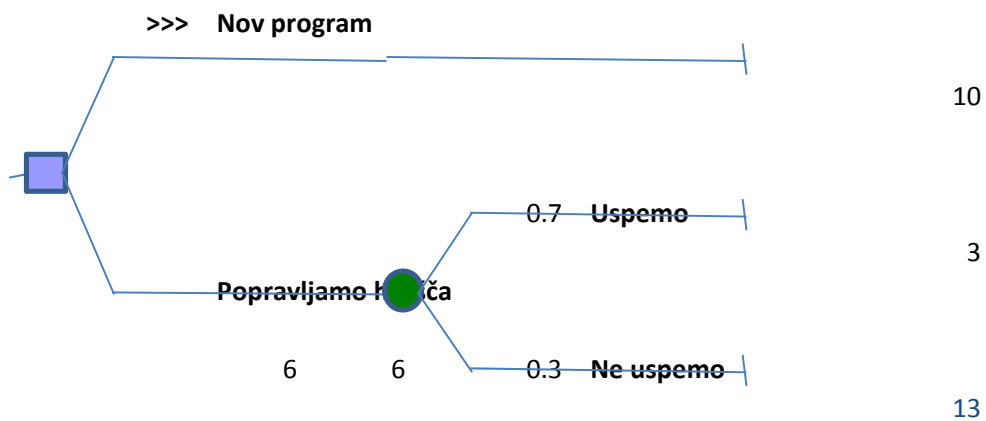 >>> Nov program
10
0.7 Uspemo
3
Popravljamo
6 6 0.3 Ne uspemo
13